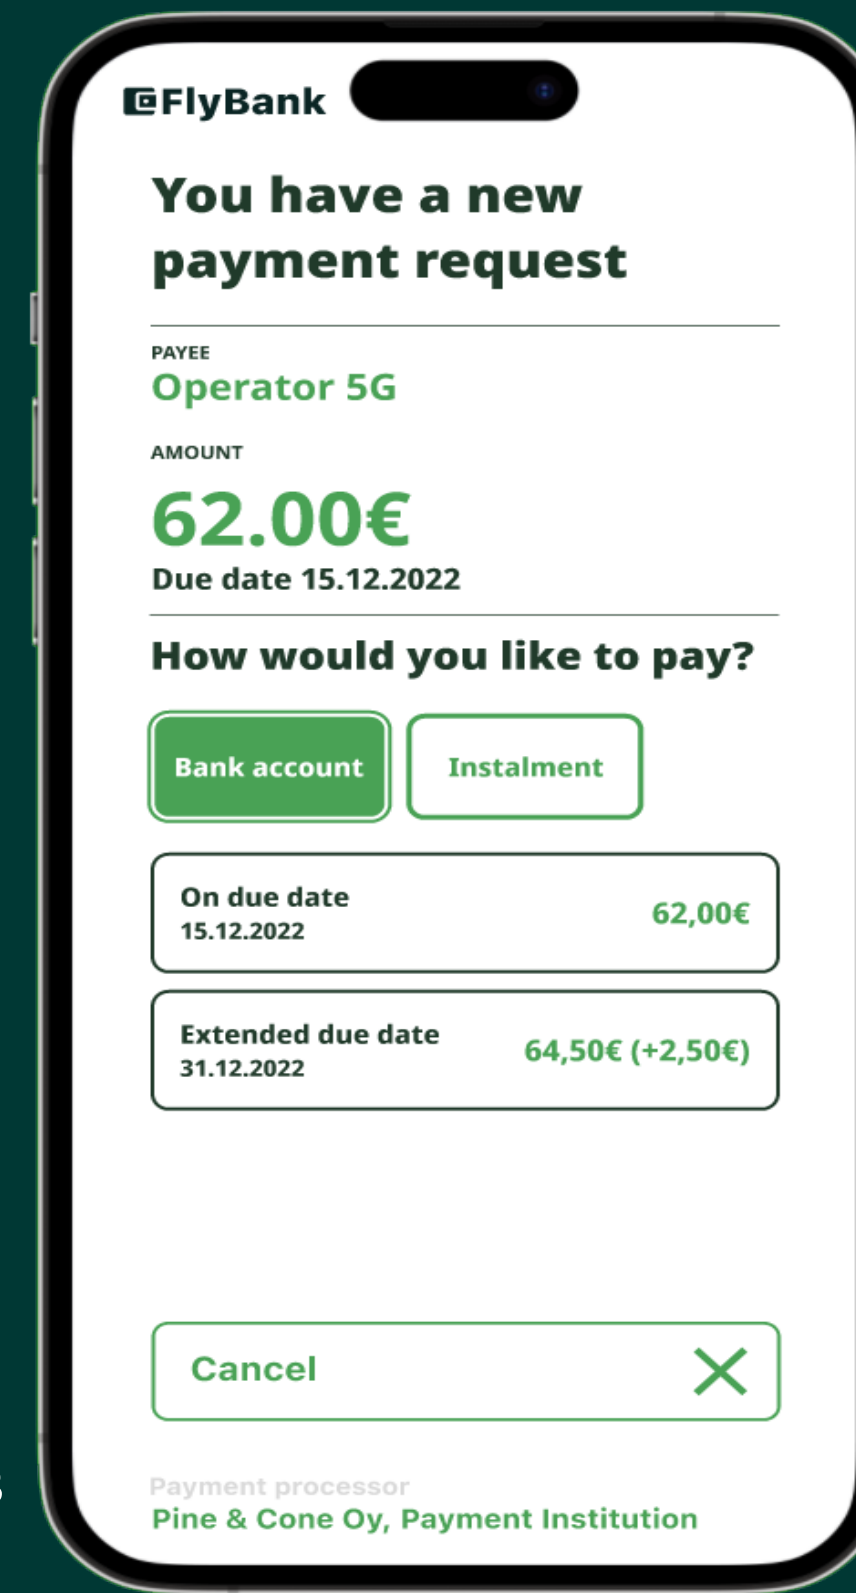 FlyBank
You have a new
payment request
PAYEE
Operator 5G
AMOUNT
62.00€
Due date 15.12.2022
How would you like to pay?
Bank account
Instalment
On due date
15.12.2022
62,00€
Extended due date
31.12.2022
64,50€ (+2,50€)
Cancel
Payment processor
Pine & Cone Oy, Payment Institution